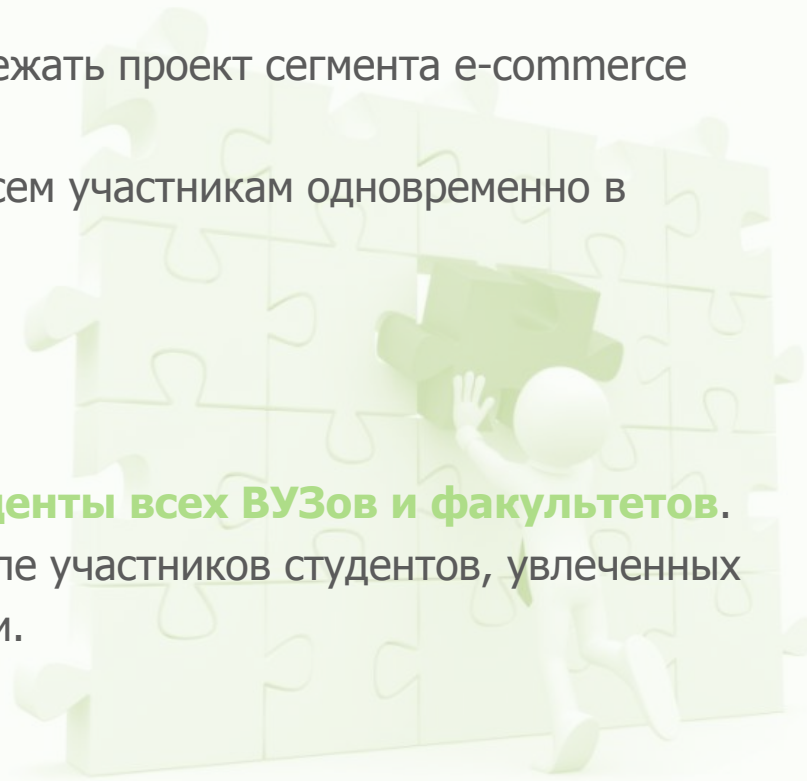 ежать проект сегмента e-commerce
сем участникам одновременно в
денты всех ВУЗов и факультетов.
ле участников студентов, увлеченных
и.